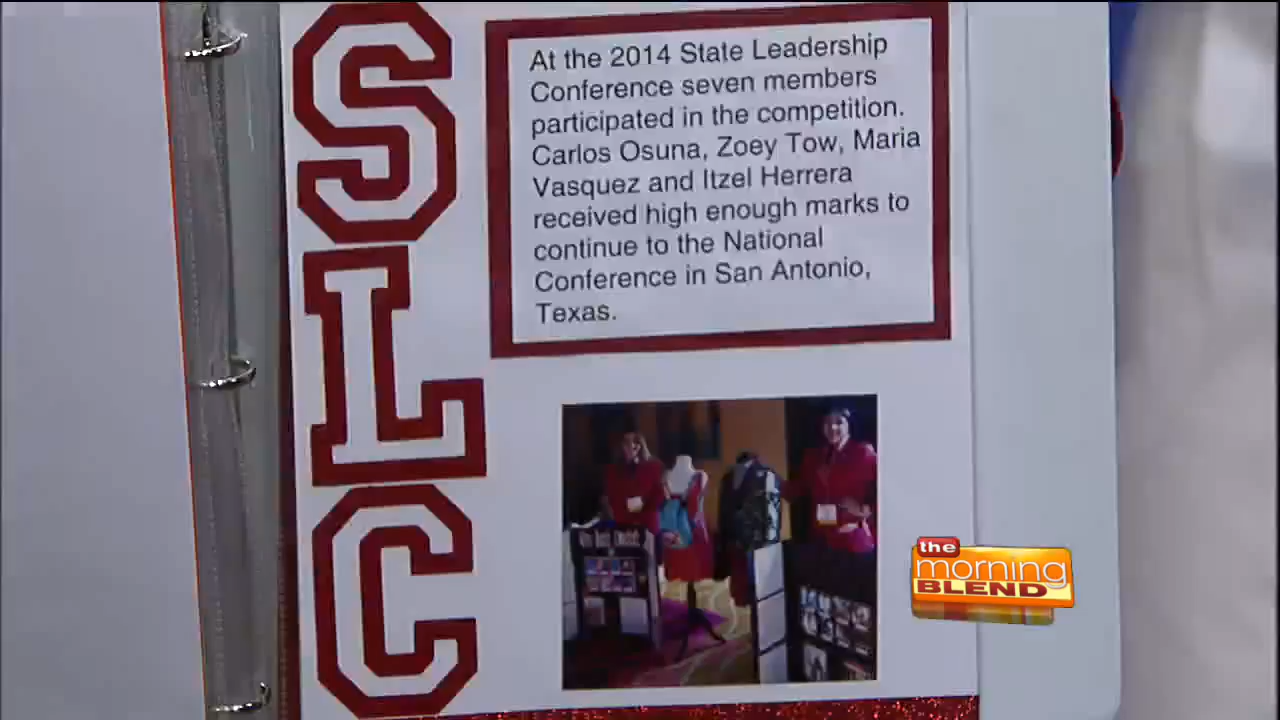 SLC
At the 2014 State Leadership
Conference seven members
participated in the competition.
Carlos Osuna, Zoey Tow, Maria
Vasquez and Itzel Herrera
received high enough marks to
continue to the National
Conference in San Antonio,
Texas.
the
morning
BLEND